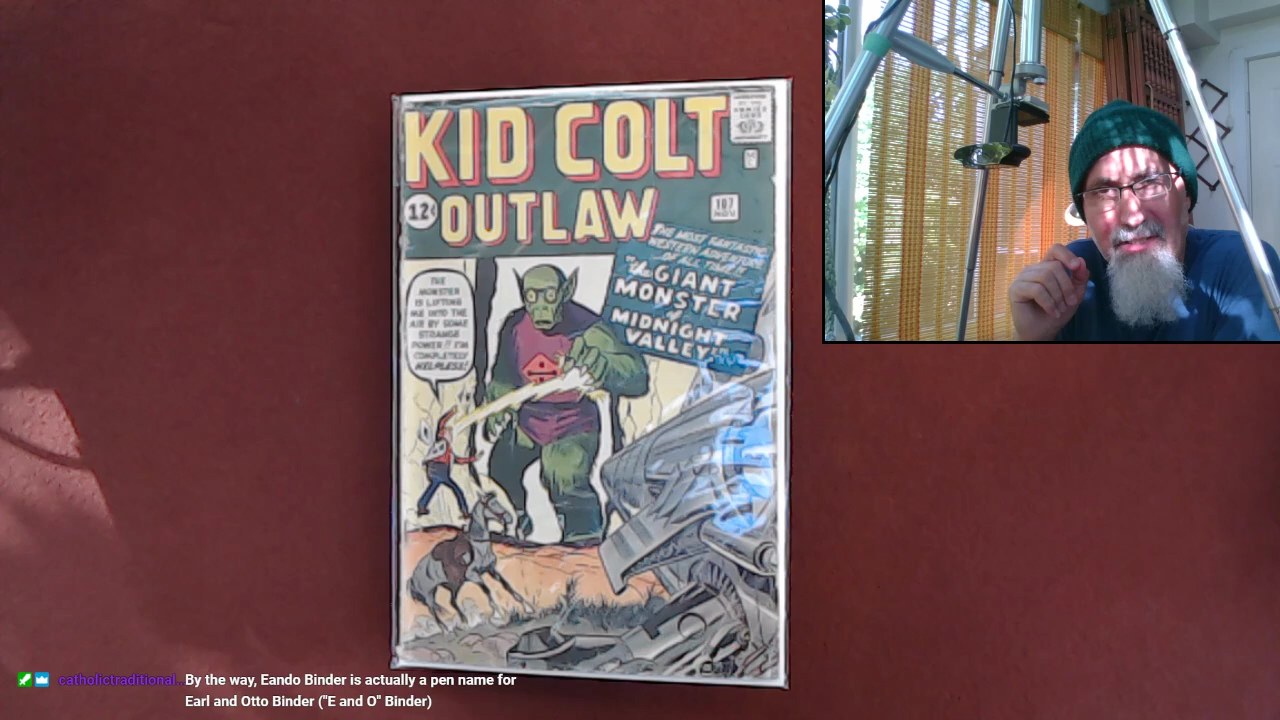 KID COLT
OUTLAW
12¢
107
NOV
THE MOST FANTASTIC
WESTERN ADVENTURE
OF ALL TIME!!
"The GIANT
MONSTER
of
MIDNIGHT
VALLEY!"
THE
MONSTER
IS LIFTING
ME INTO THE
AIR BY SOME
STRANGE
POWER!! I'M
COMPLETELY
HELPLESS!
catholictraditional... By the way, Eando Binder is actually a pen name for
Earl and Otto Binder ("E and O" Binder)